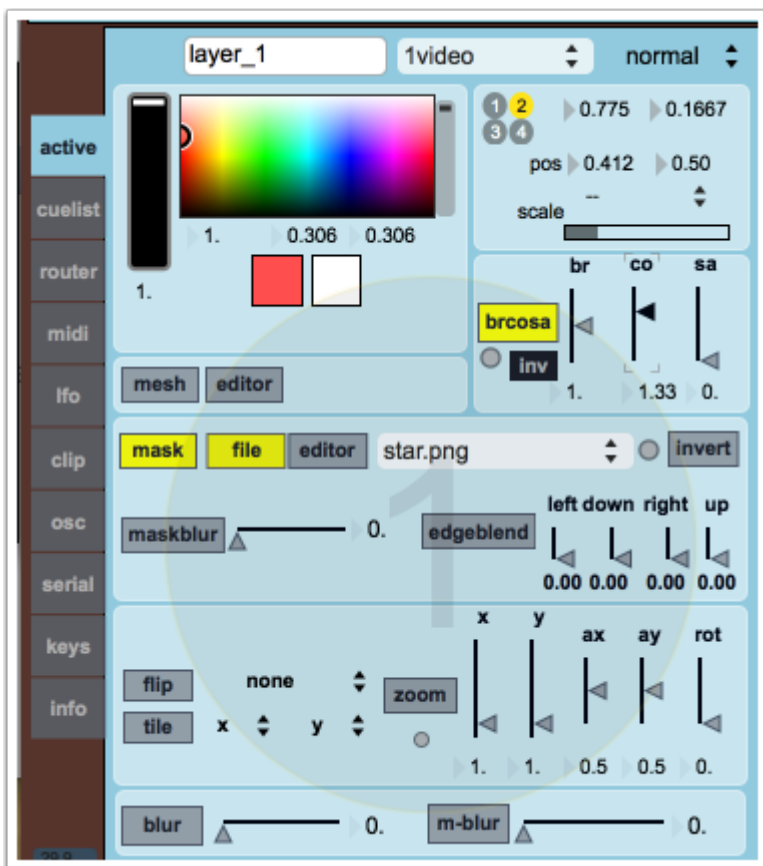 layer_1 1video normal
active
cuelist
router
midi
lfo
clip
osc
serial
keys
info
1. 0.306 0.306
1.
1 2 0.775 0.1667
3 4
pos 0.412 0.50
scale --
br co sa
brcosa
inv
1. 1.33 0.
mesh editor
mask file editor star.png invert
1
left down right up
maskblur 0. edgeblend
0.00 0.00 0.00 0.00
x y ax ay rot
flip none zoom
tile x y
1. 1. 0.5 0.5 0.
blur 0. m-blur 0.